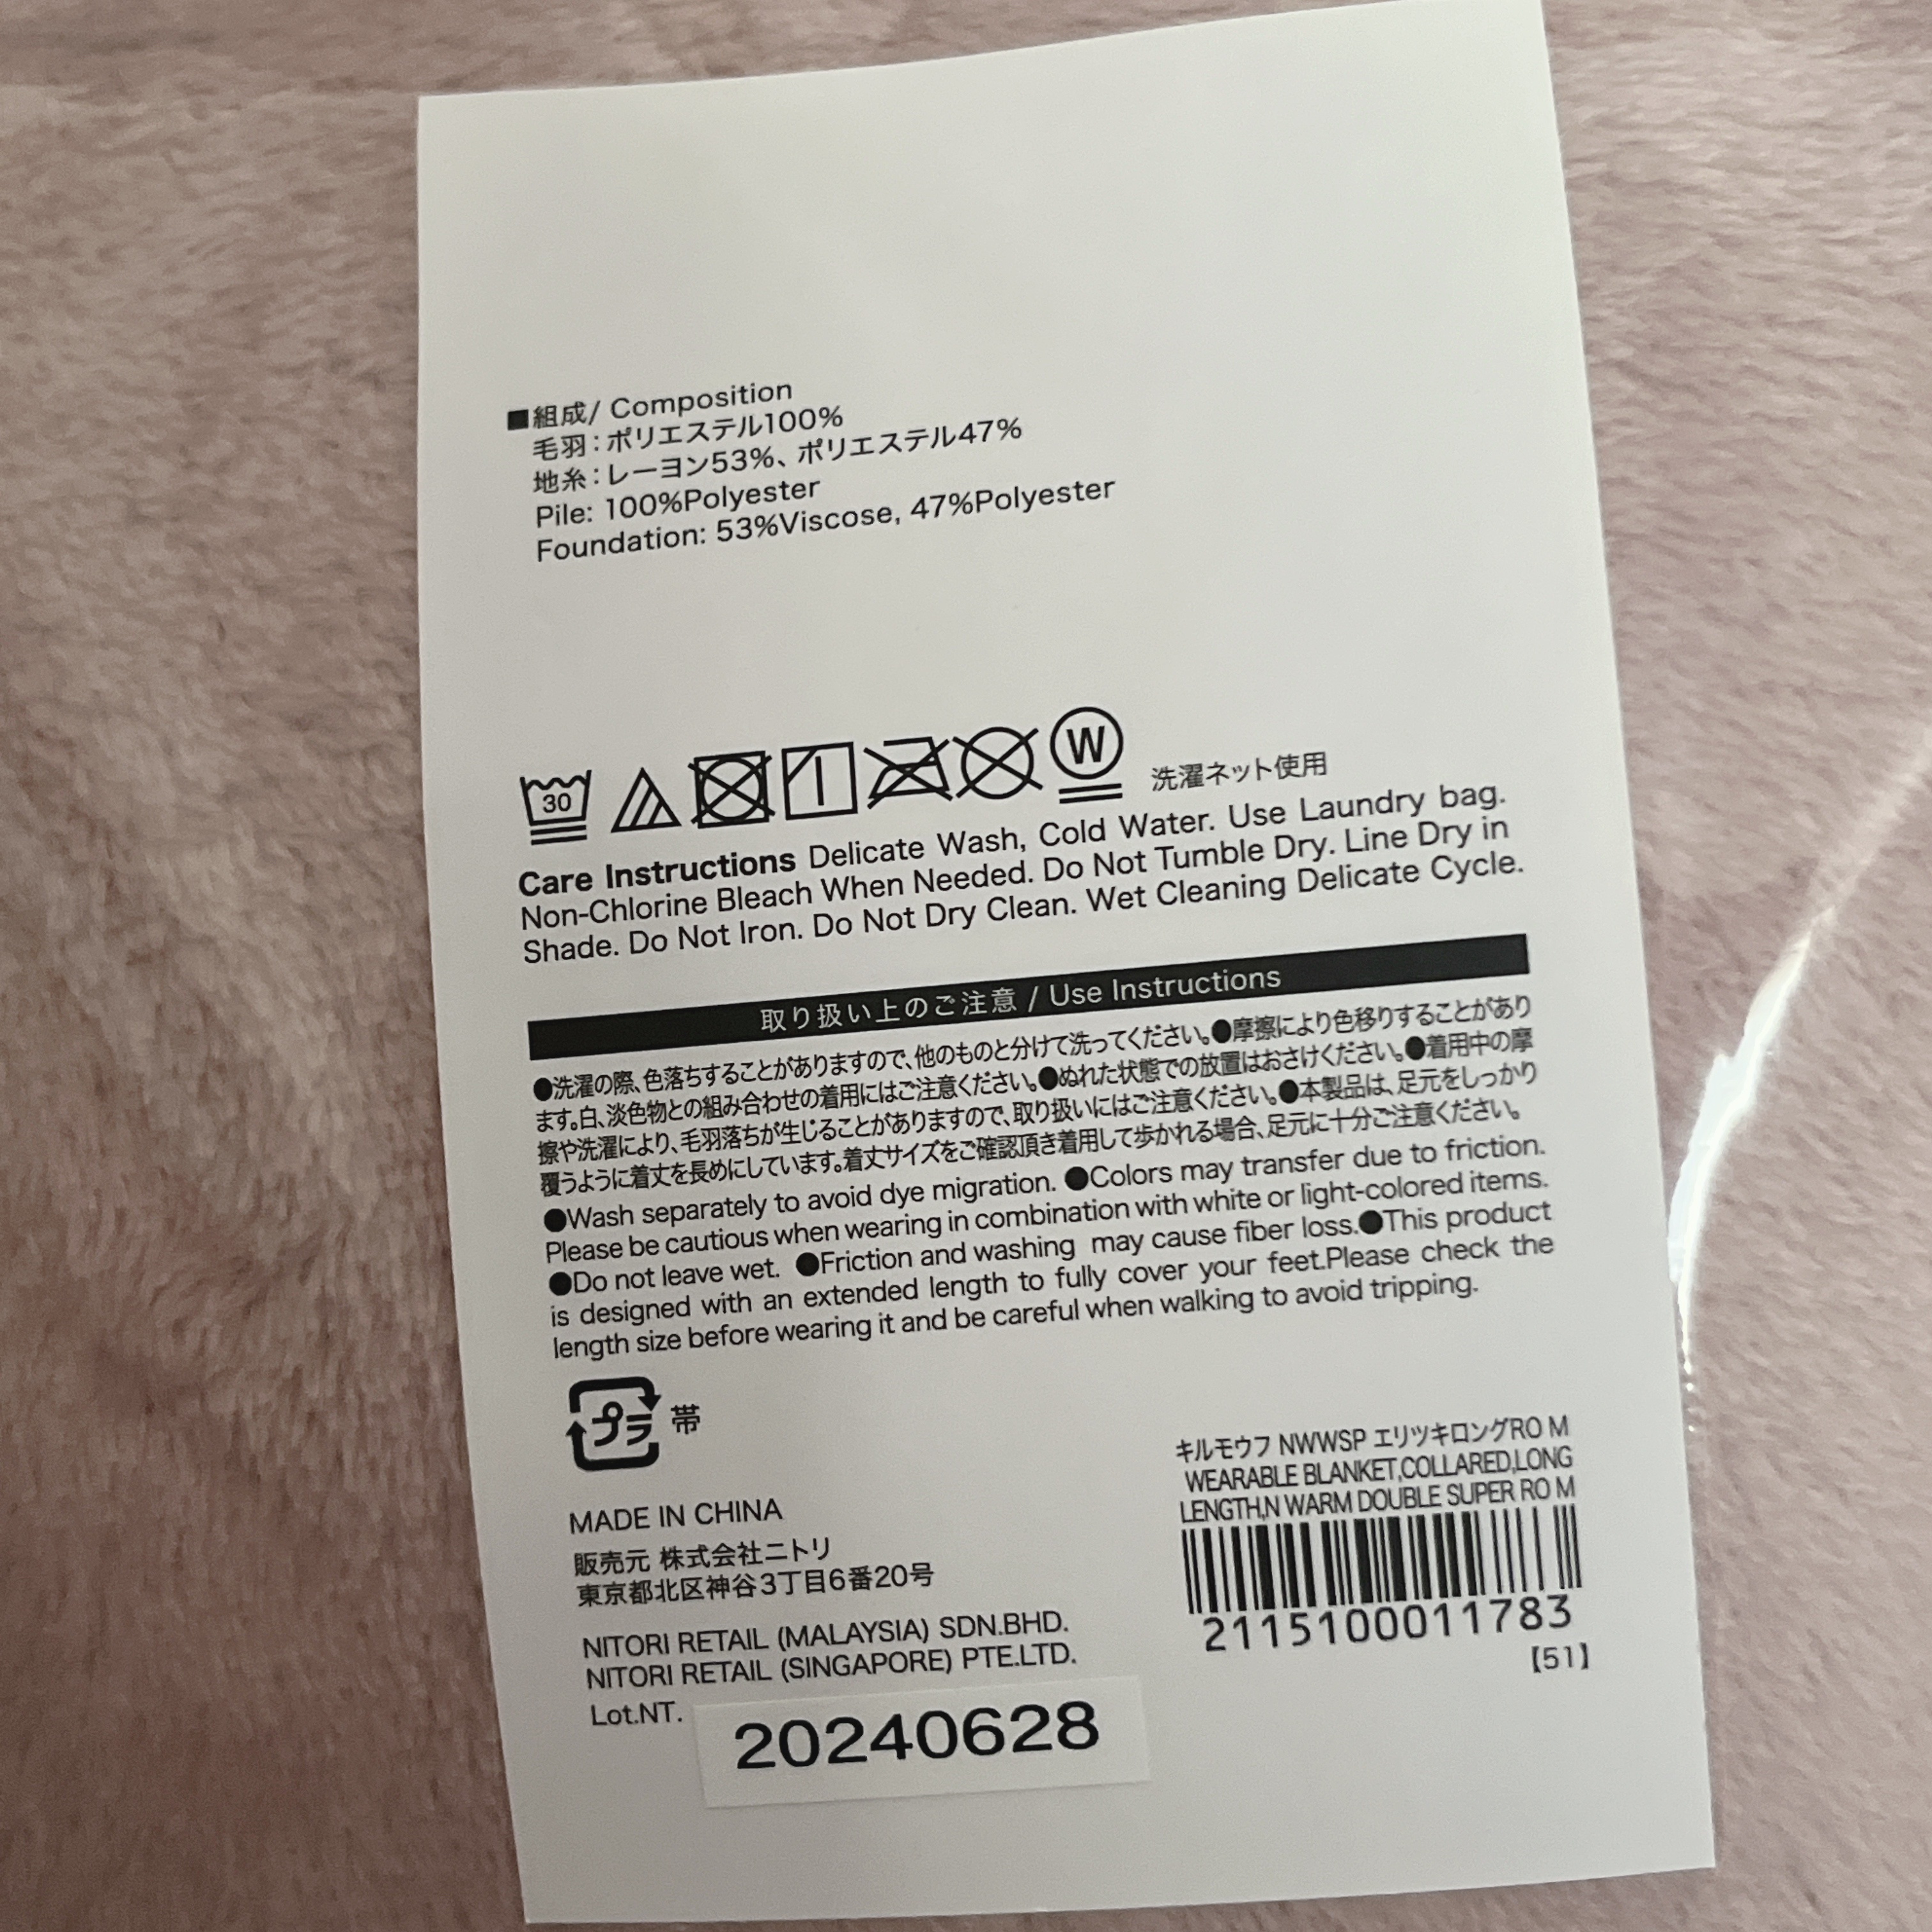 ■組成/ Composition
毛羽：ポリエステル100%
地糸：レーヨン53%、ポリエステル47%
Pile: 100%Polyester
Foundation: 53%Viscose, 47%Polyester
30
W
洗濯ネット使用
Care Instructions Delicate Wash, Cold Water. Use Laundry bag.
Non-Chlorine Bleach When Needed. Do Not Tumble Dry. Line Dry in
Shade. Do Not Iron. Do Not Dry Clean. Wet Cleaning Delicate Cycle.
取り扱い上のご注意 / Use Instructions
●洗濯の際、色落ちすることがありますので、他のものと分けて洗ってください。●摩擦により色移りすることがあり
ます。白、淡色物との組み合わせの着用にはご注意ください。●ぬれた状態での放置はおさけください。●着用中の摩
擦や洗濯により、毛羽落ちが生じることがありますので、取り扱いにはご注意ください。●本製品は、足元をしっかり
覆うように着丈を長めにしています。着丈サイズをご確認頂き着用して歩かれる場合、足元に十分ご注意ください。
●Wash separately to avoid dye migration. ●Colors may transfer due to friction.
Please be cautious when wearing in combination with white or light-colored items.
●Do not leave wet. ●Friction and washing may cause fiber loss.●This product
is designed with an extended length to fully cover your feet.Please check the
length size before wearing it and be careful when walking to avoid tripping.
プラ 帯
MADE IN CHINA
販売元 株式会社ニトリ
東京都北区神谷3丁目6番20号
NITORI RETAIL (MALAYSIA) SDN.BHD.
NITORI RETAIL (SINGAPORE) PTE.LTD.
Lot.NT.
20240628
キルモウフ NWWSP エリツキロングRO M
WEARABLE BLANKET,COLLARED,LONG
LENGTH,N WARM DOUBLE SUPER RO M
2115100011783
【51】